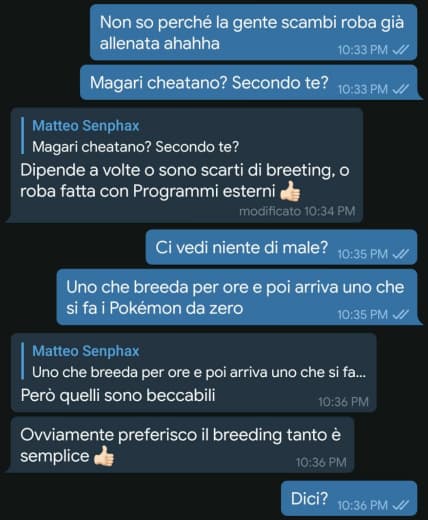 Non so perché la gente scambi roba già
allenata ahahha
10:33 PM
Magari cheatano? Secondo te?
10:33 PM
Matteo Senphax
Magari cheatano? Secondo te?
Dipende a volte o sono scarti di breeting, o
roba fatta con Programmi esterni 👍🏻
modificato 10:34 PM
Ci vedi niente di male?
10:35 PM
Uno che breeda per ore e poi arriva uno che
si fa i Pokémon da zero
10:35 PM
Matteo Senphax
Uno che breeda per ore e poi arriva uno che si fa...
Però quelli sono beccabili
10:36 PM
Ovviamente preferisco il breeding tanto è
semplice 👍🏻
10:36 PM
Dici?
10:36 PM